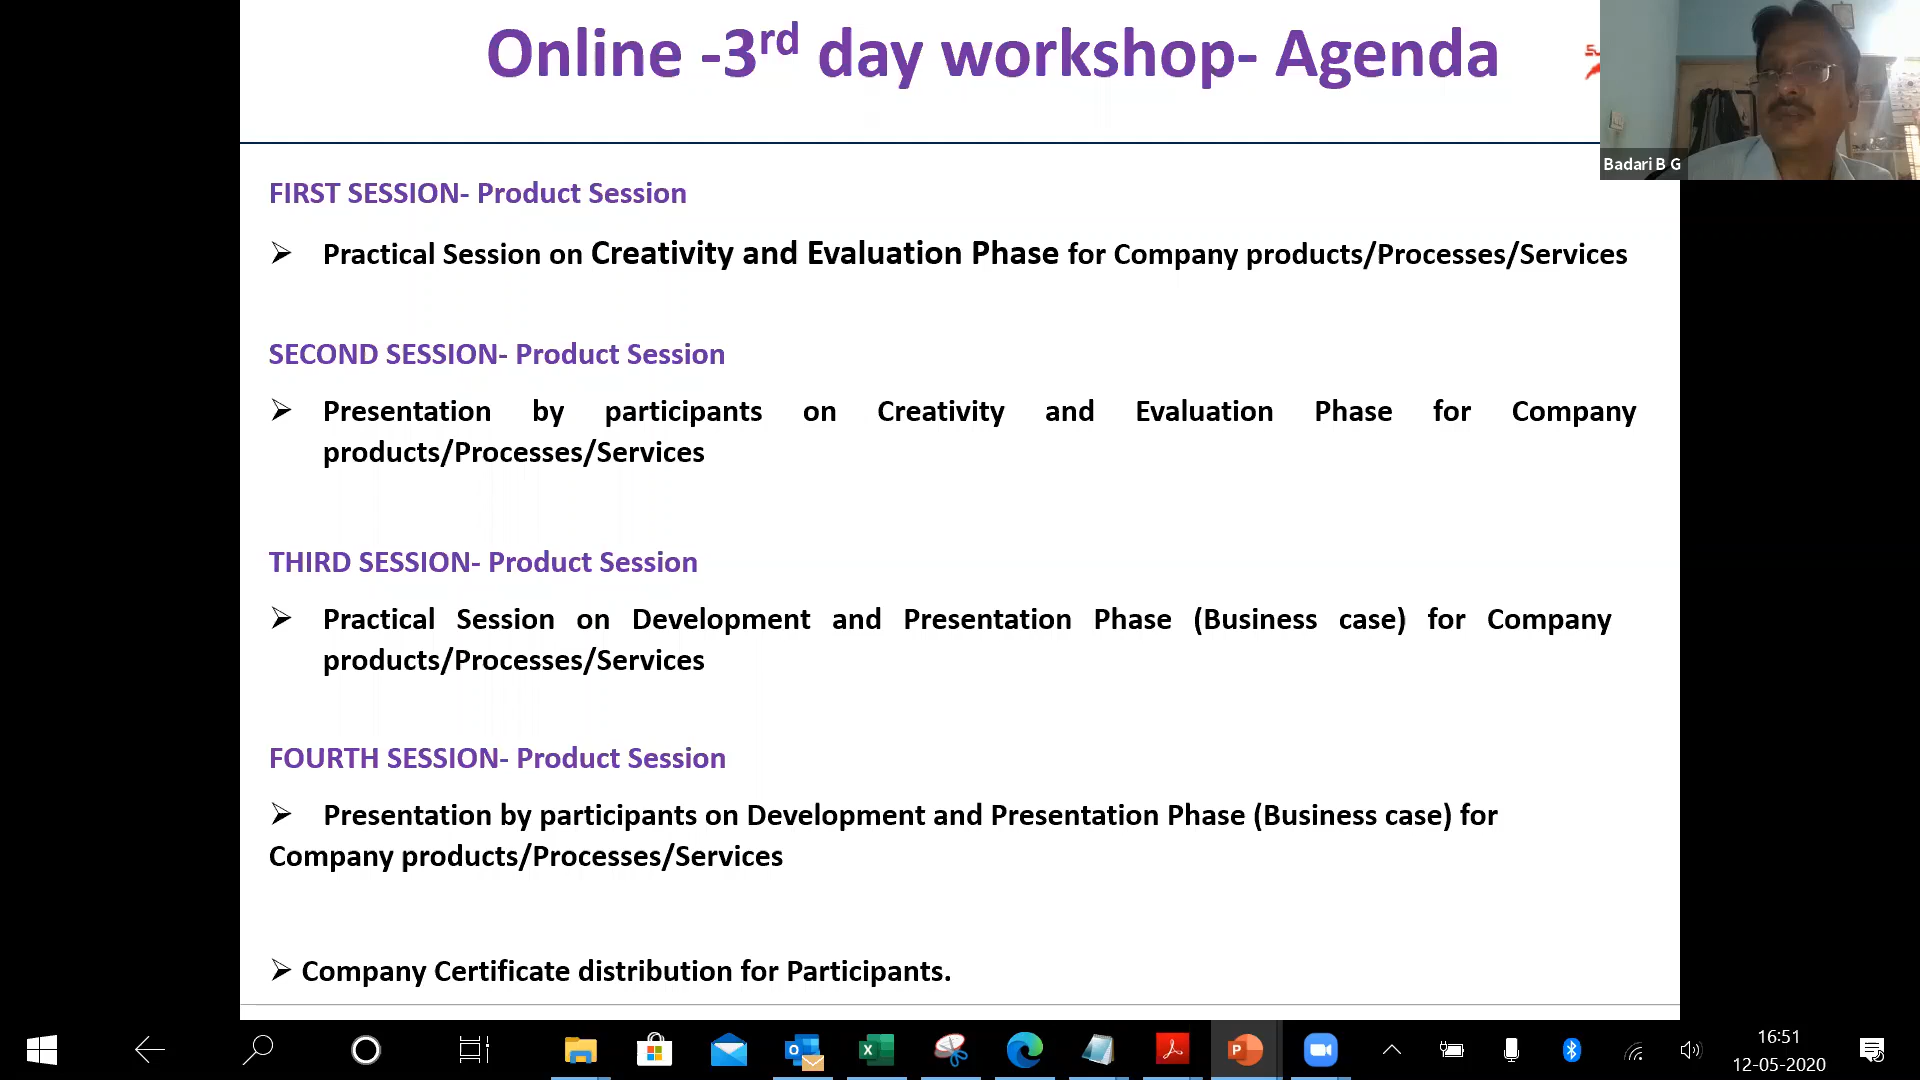 Online -3rd day workshop- Agenda
Badari B G
FIRST SESSION- Product Session
➢ Practical Session on Creativity and Evaluation Phase for Company products/Processes/Services
SECOND SESSION- Product Session
➢ Presentation by participants on Creativity and Evaluation Phase for Company
products/Processes/Services
THIRD SESSION- Product Session
➢ Practical Session on Development and Presentation Phase (Business case) for Company
products/Processes/Services
FOURTH SESSION- Product Session
➢ Presentation by participants on Development and Presentation Phase (Business case) for
Company products/Processes/Services
➢ Company Certificate distribution for Participants.
16:51
12-05-2020